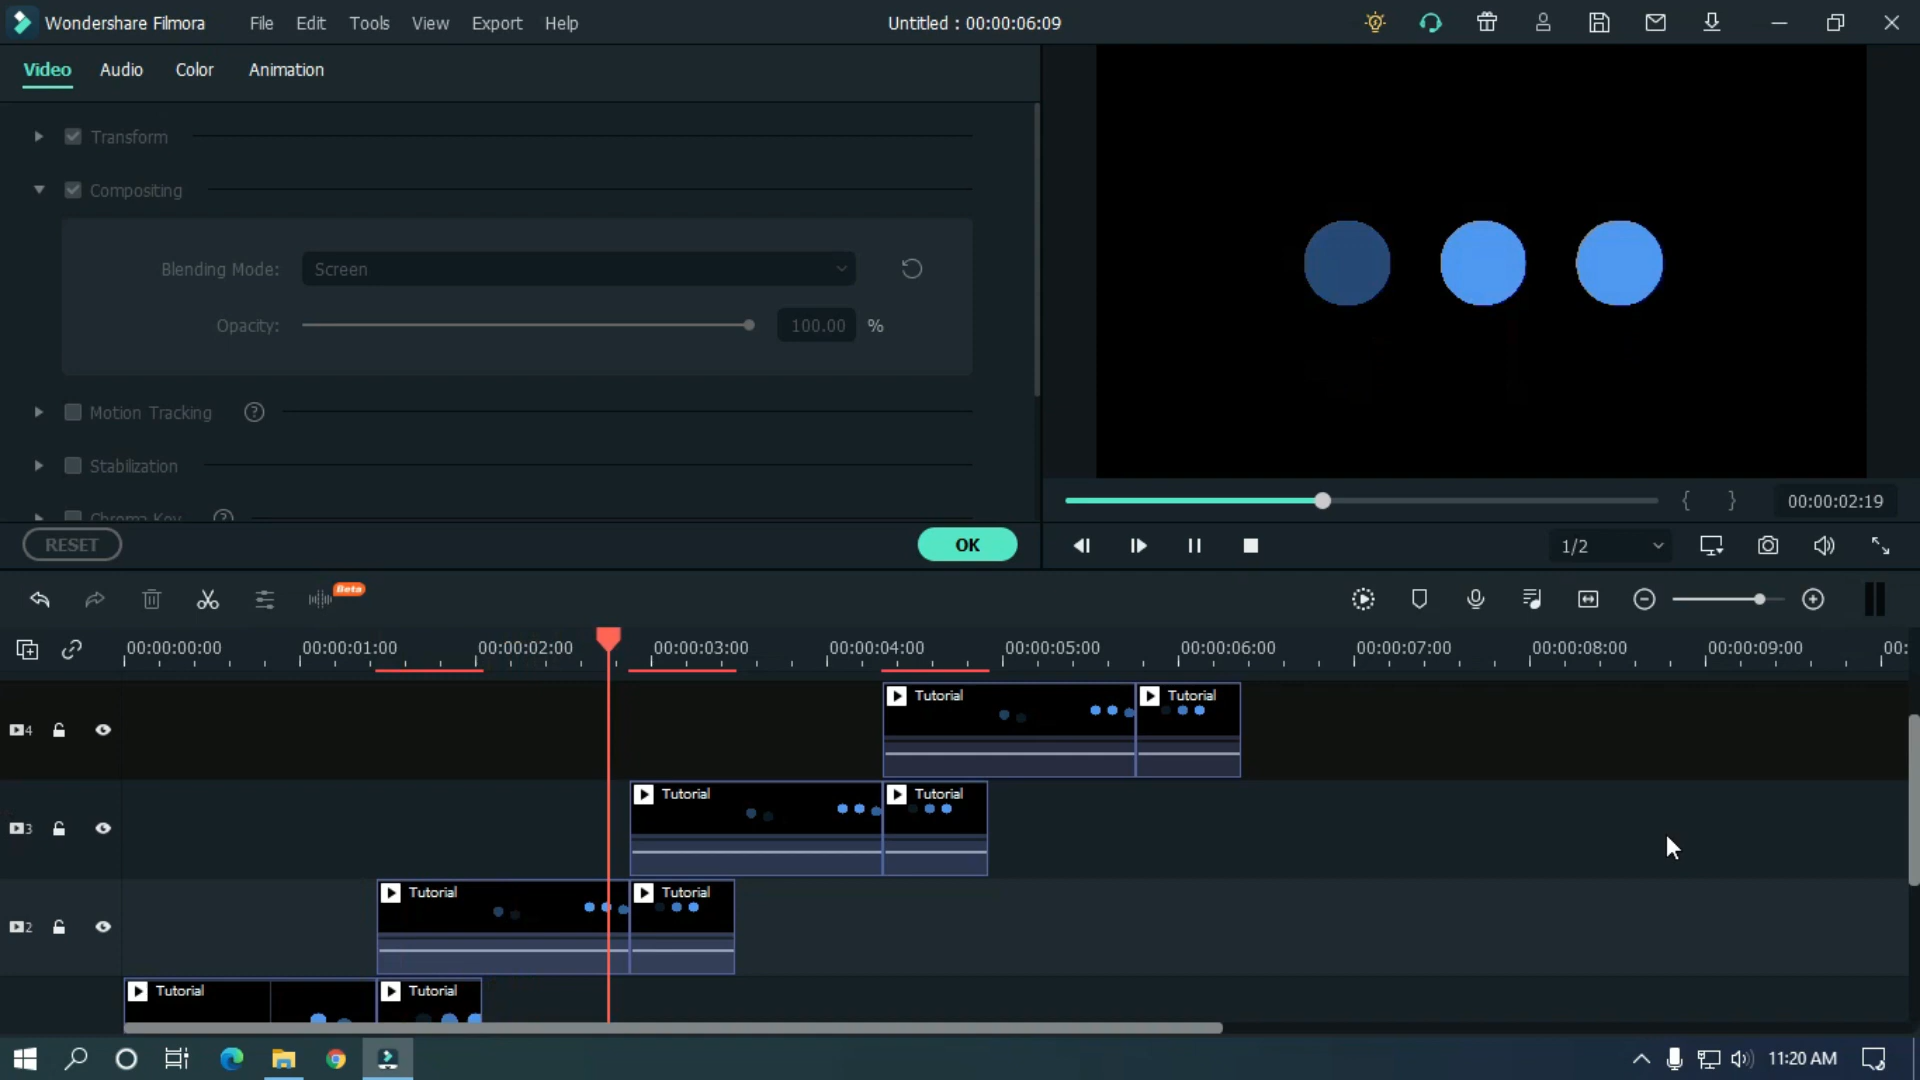 Wondershare Filmora File Edit Tools View Export Help Untitled : 00:00:06:09
Video Audio Color Animation
Transform
Compositing
Blending Mode: Screen
Opacity: 100.00 %
Motion Tracking ?
Stabilization
Chroma Key ?
RESET OK
{ } 00:00:02:19
1/2
Beta
00:00:00:00 00:00:01:00 00:00:02:00 00:00:03:00 00:00:04:00 00:00:05:00 00:00:06:00 00:00:07:00 00:00:08:00 00:00:09:00 00:
4 Tutorial Tutorial
3 Tutorial Tutorial
2 Tutorial Tutorial
Tutorial Tutorial
11:20 AM